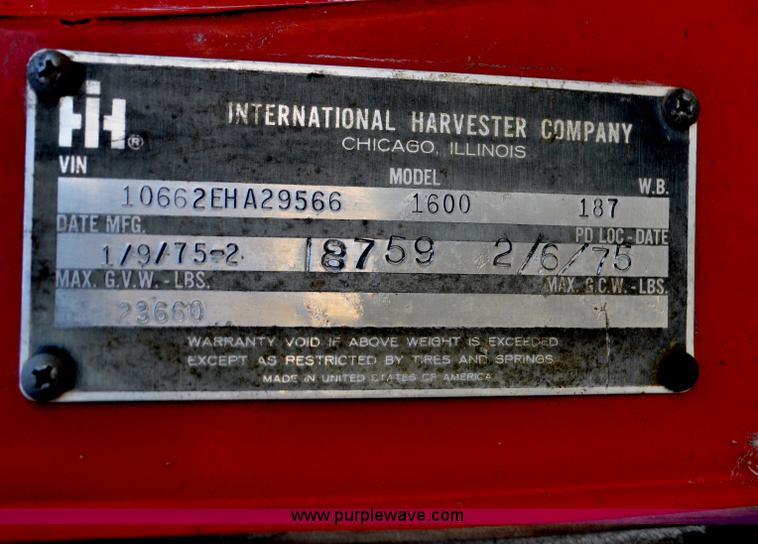 IH ®
INTERNATIONAL HARVESTER COMPANY
CHICAGO, ILLINOIS
VIN MODEL W.B.
10662EHA29566 1600 187
DATE MFG. PD LOC-DATE
1/9/75-2 18759 2/6/75
MAX. G.V.W.-LBS. MAX. G.C.W.-LBS.
23660
WARRANTY VOID IF ABOVE WEIGHT IS EXCEEDED
EXCEPT AS RESTRICTED BY TIRES AND SPRINGS
MADE IN UNITED STATES OF AMERICA
www.purplewave.com